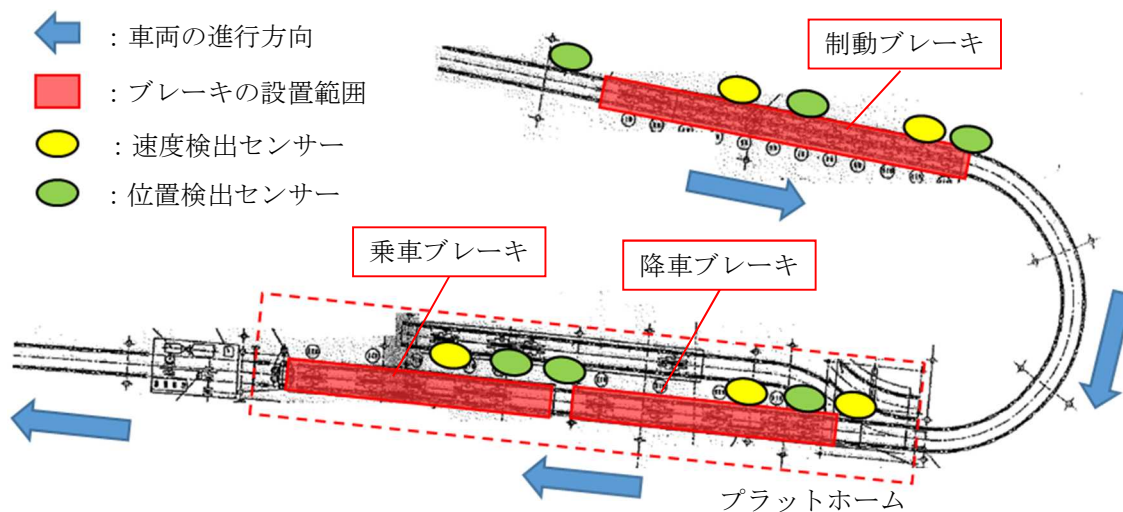 ：車両の進行方向
：ブレーキの設置範囲
：速度検出センサー
：位置検出センサー
制動ブレーキ
乗車ブレーキ
降車ブレーキ
プラットホーム